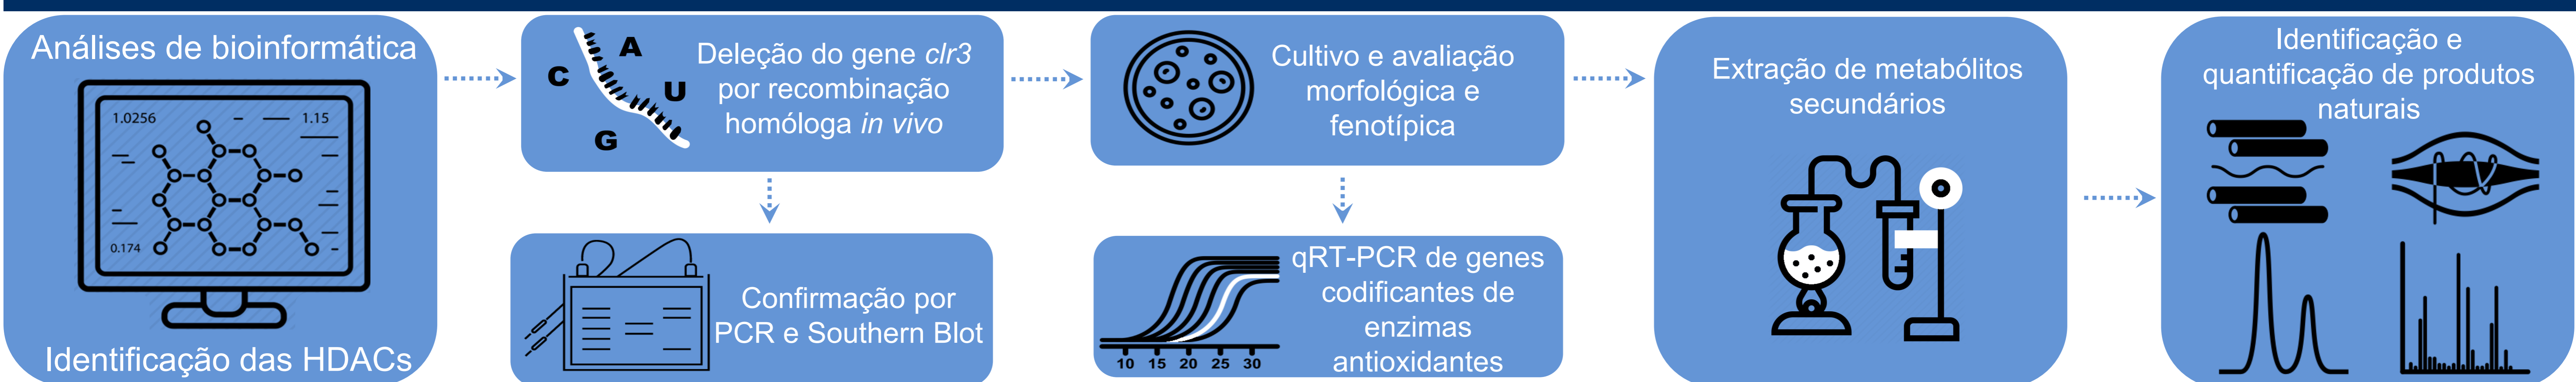 Análises de bioinformática
1.0256
1.15
0.174
Identificação das HDACs
A
C
U
G
Deleção do gene clr3
por recombinação
homóloga in vivo
Confirmação por
PCR e Southern Blot
Cultivo e avaliação
morfológica e
fenotípica
qRT-PCR de genes
codificantes de
enzimas
antioxidantes
10 15 20 25 30
Extração de metabólitos
secundários
Identificação e
quantificação de produtos
naturais